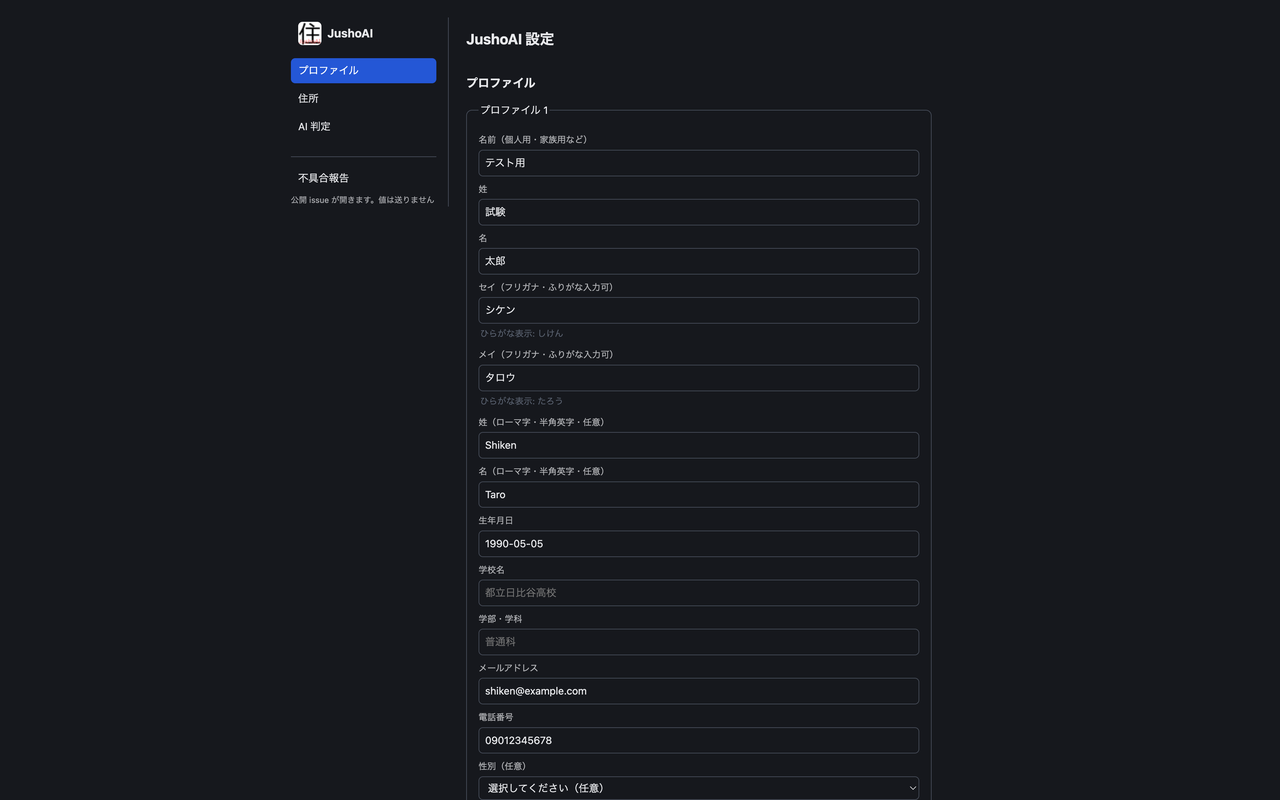 住
JushoAI
プロファイル
住所
AI 判定
不具合報告
公開 issue が開きます。値は送りません
JushoAI 設定
プロファイル
プロファイル 1
名前（個人用・家族用など）
テスト用
姓
試験
名
太郎
セイ（フリガナ・ふりがな入力可）
シケン
ひらがな表示: しけん
メイ（フリガナ・ふりがな入力可）
タロウ
ひらがな表示: たろう
姓（ローマ字・半角英字・任意）
Shiken
名（ローマ字・半角英字・任意）
Taro
生年月日
1990-05-05
学校名
都立日比谷高校
学部・学科
普通科
メールアドレス
shiken@example.com
電話番号
09012345678
性別（任意）
選択してください（任意）